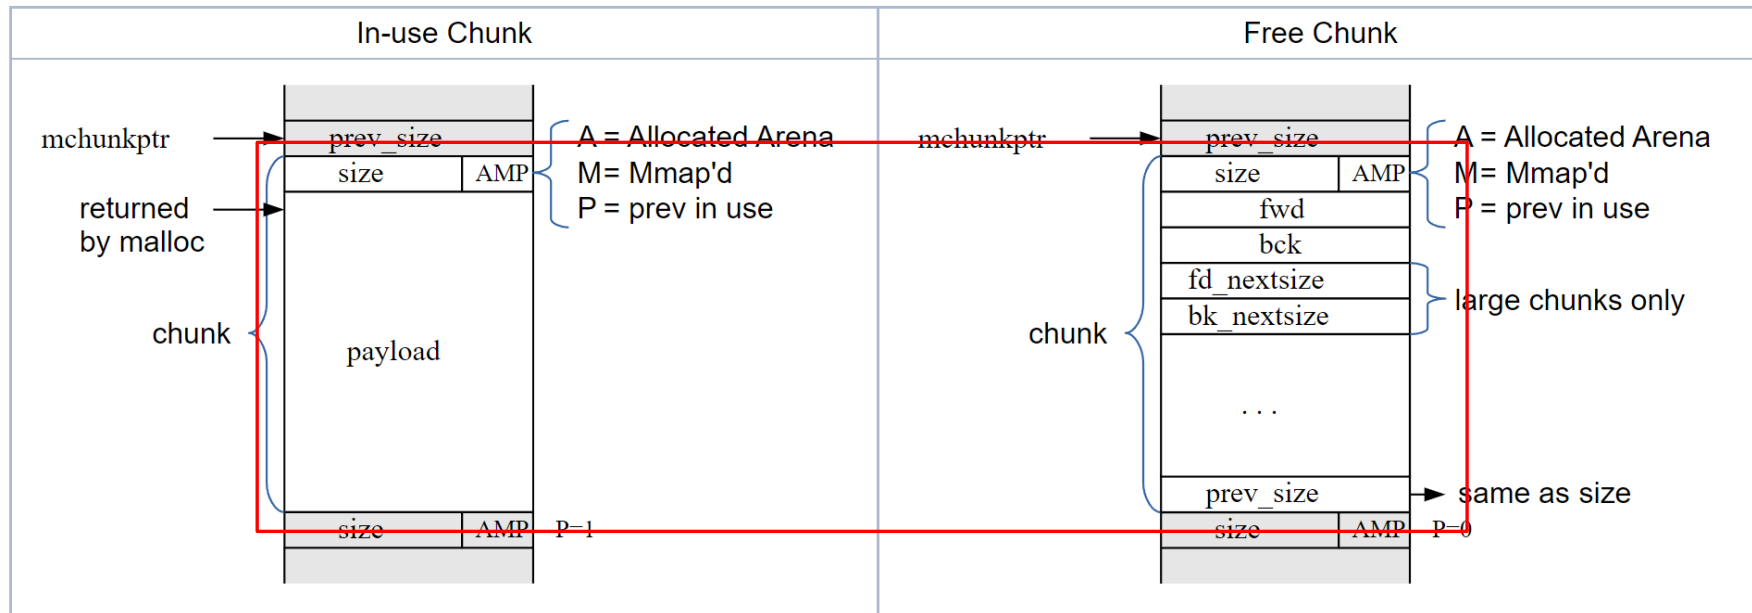 In-use Chunk
mchunkptr
prev_size
A = Allocated Arena
size
AMP
M= Mmap'd
returned
by malloc
P = prev in use
chunk
payload
size
AMP
P=1
Free Chunk
mchunkptr
prev_size
A = Allocated Arena
size
AMP
M= Mmap'd
fwd
P = prev in use
bck
fd_nextsize
large chunks only
bk_nextsize
chunk
. . .
prev_size
same as size
size
AMP
P=0